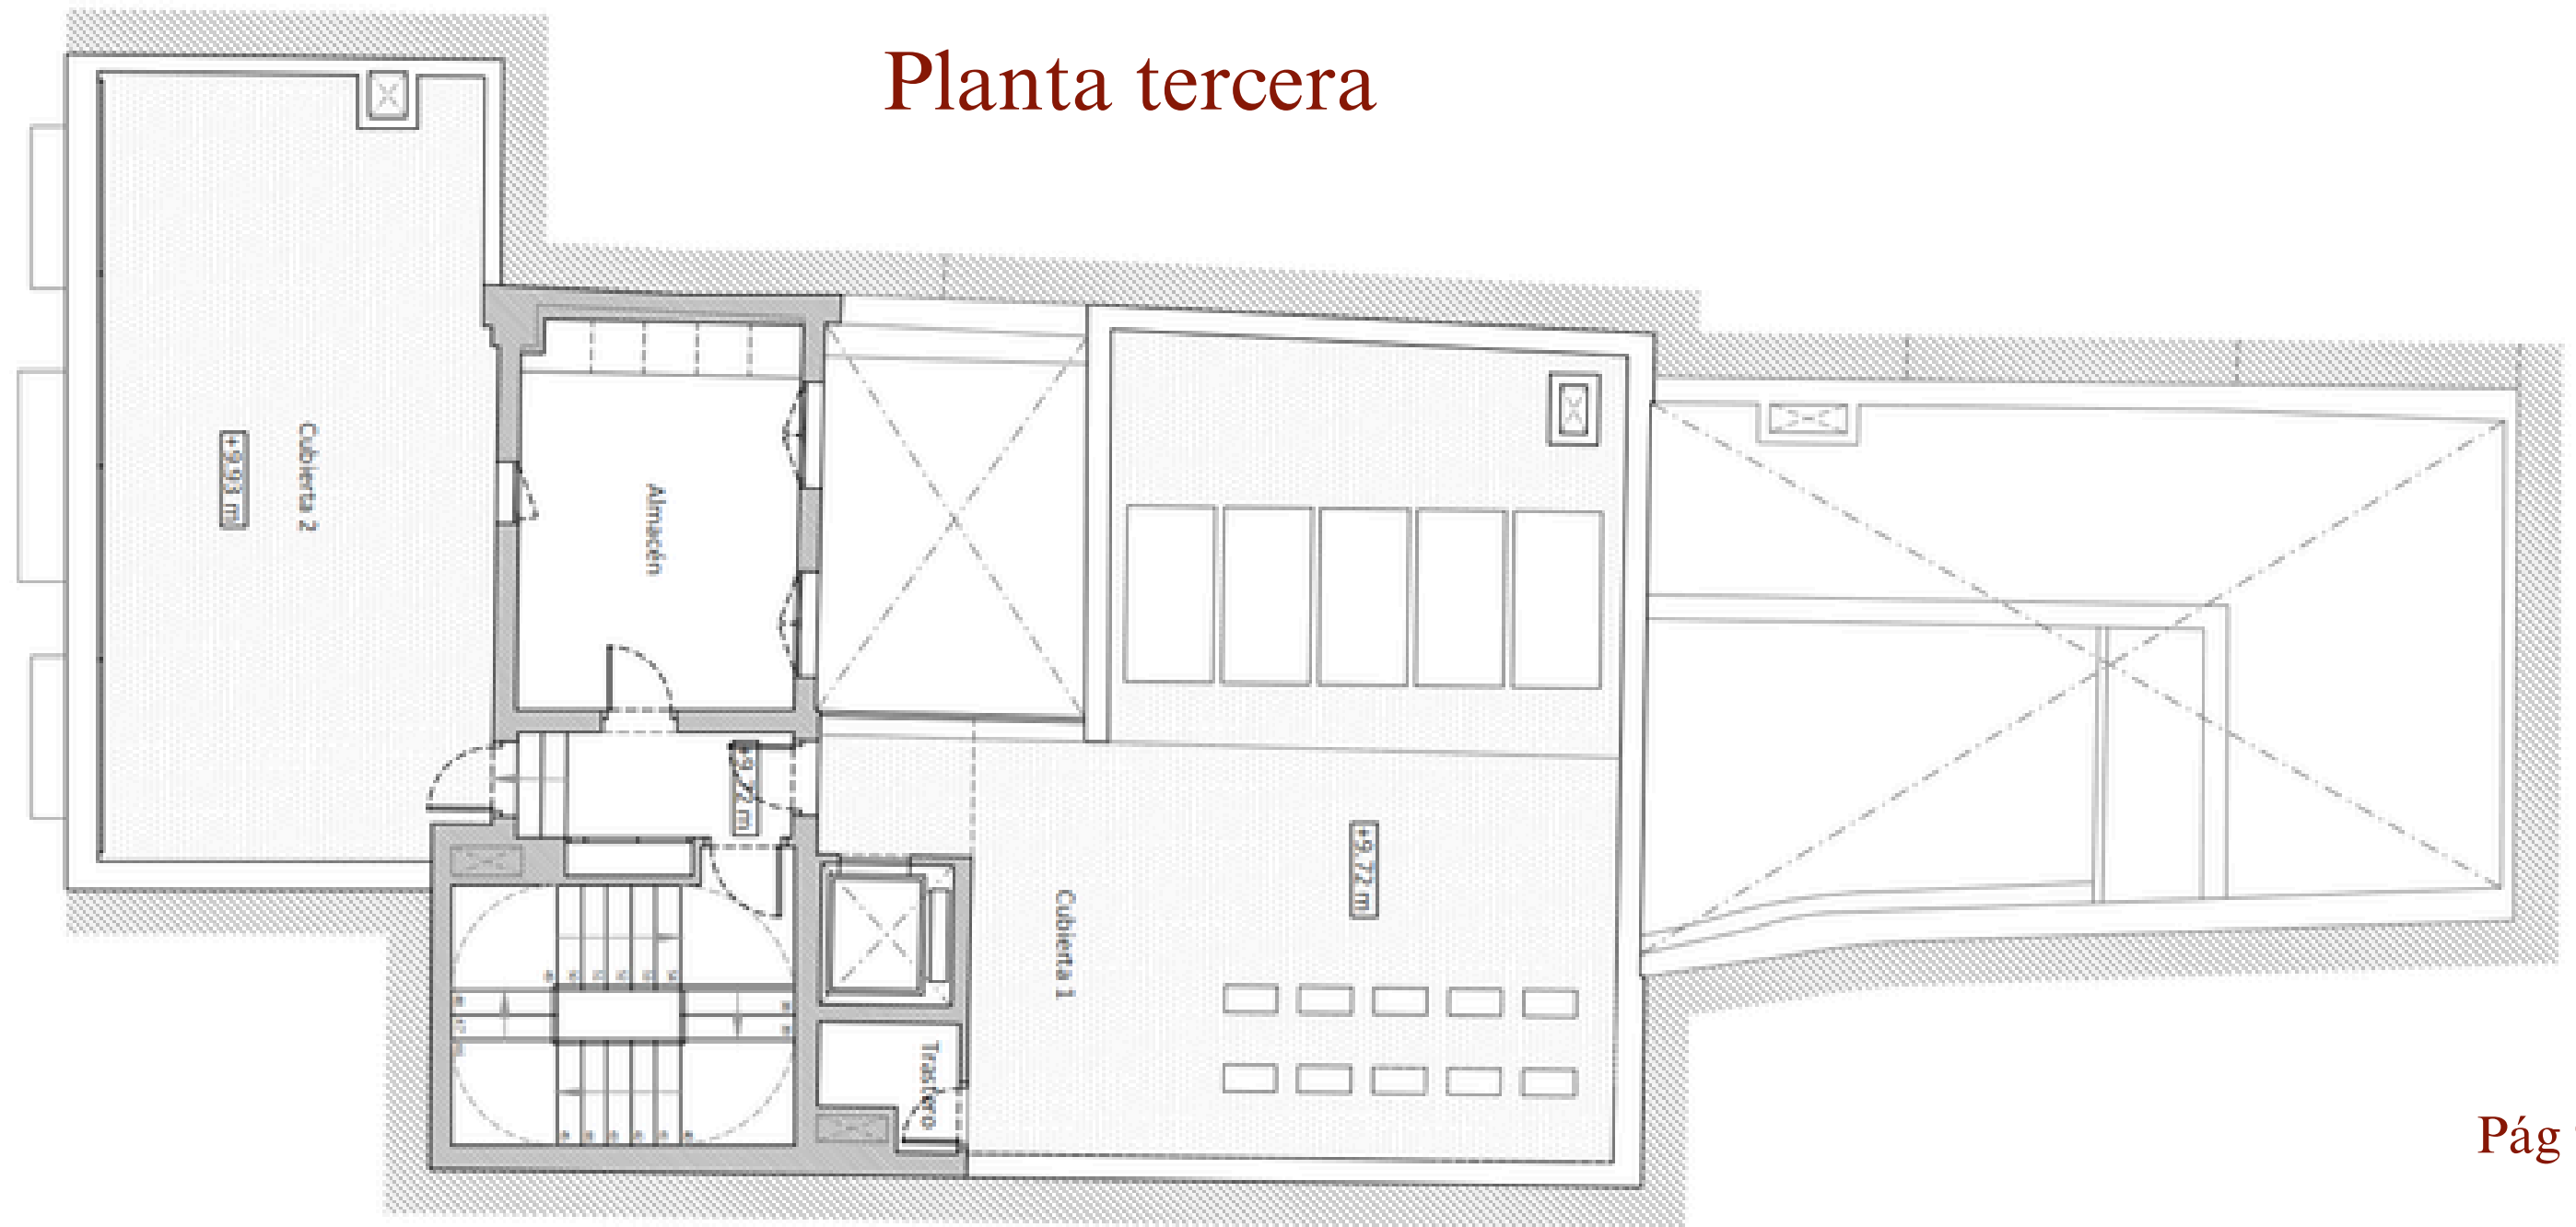 Planta tercera
Cubierta 2
+9.93 m
Almacén
+9.72 m
+9.72 m
Cubierta 1
Trastero
Pág